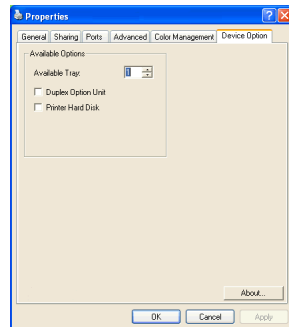 Properties
General Sharing Ports Advanced Color Management Device Option
Available Options
Available Tray: 1
Duplex Option Unit
Printer Hard Disk
About...
OK Cancel Apply